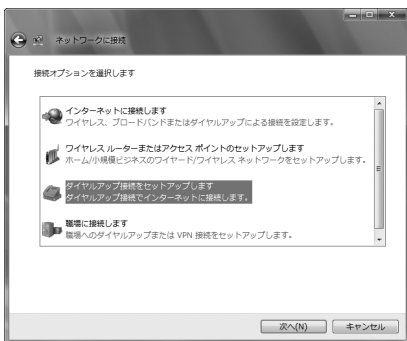 ネットワークに接続
接続オプションを選択します
インターネットに接続します
ワイヤレス、ブロードバンドまたはダイヤルアップによる接続を設定します。
ワイヤレス ルーターまたはアクセス ポイントのセットアップします
ホーム/小規模ビジネスのワイヤード/ワイヤレス ネットワークをセットアップします。
ダイヤルアップ接続をセットアップします
ダイヤルアップ接続でインターネットに接続します。
職場に接続します
職場へのダイヤルアップまたは VPN 接続をセットアップします。
次へ(N)
キャンセル